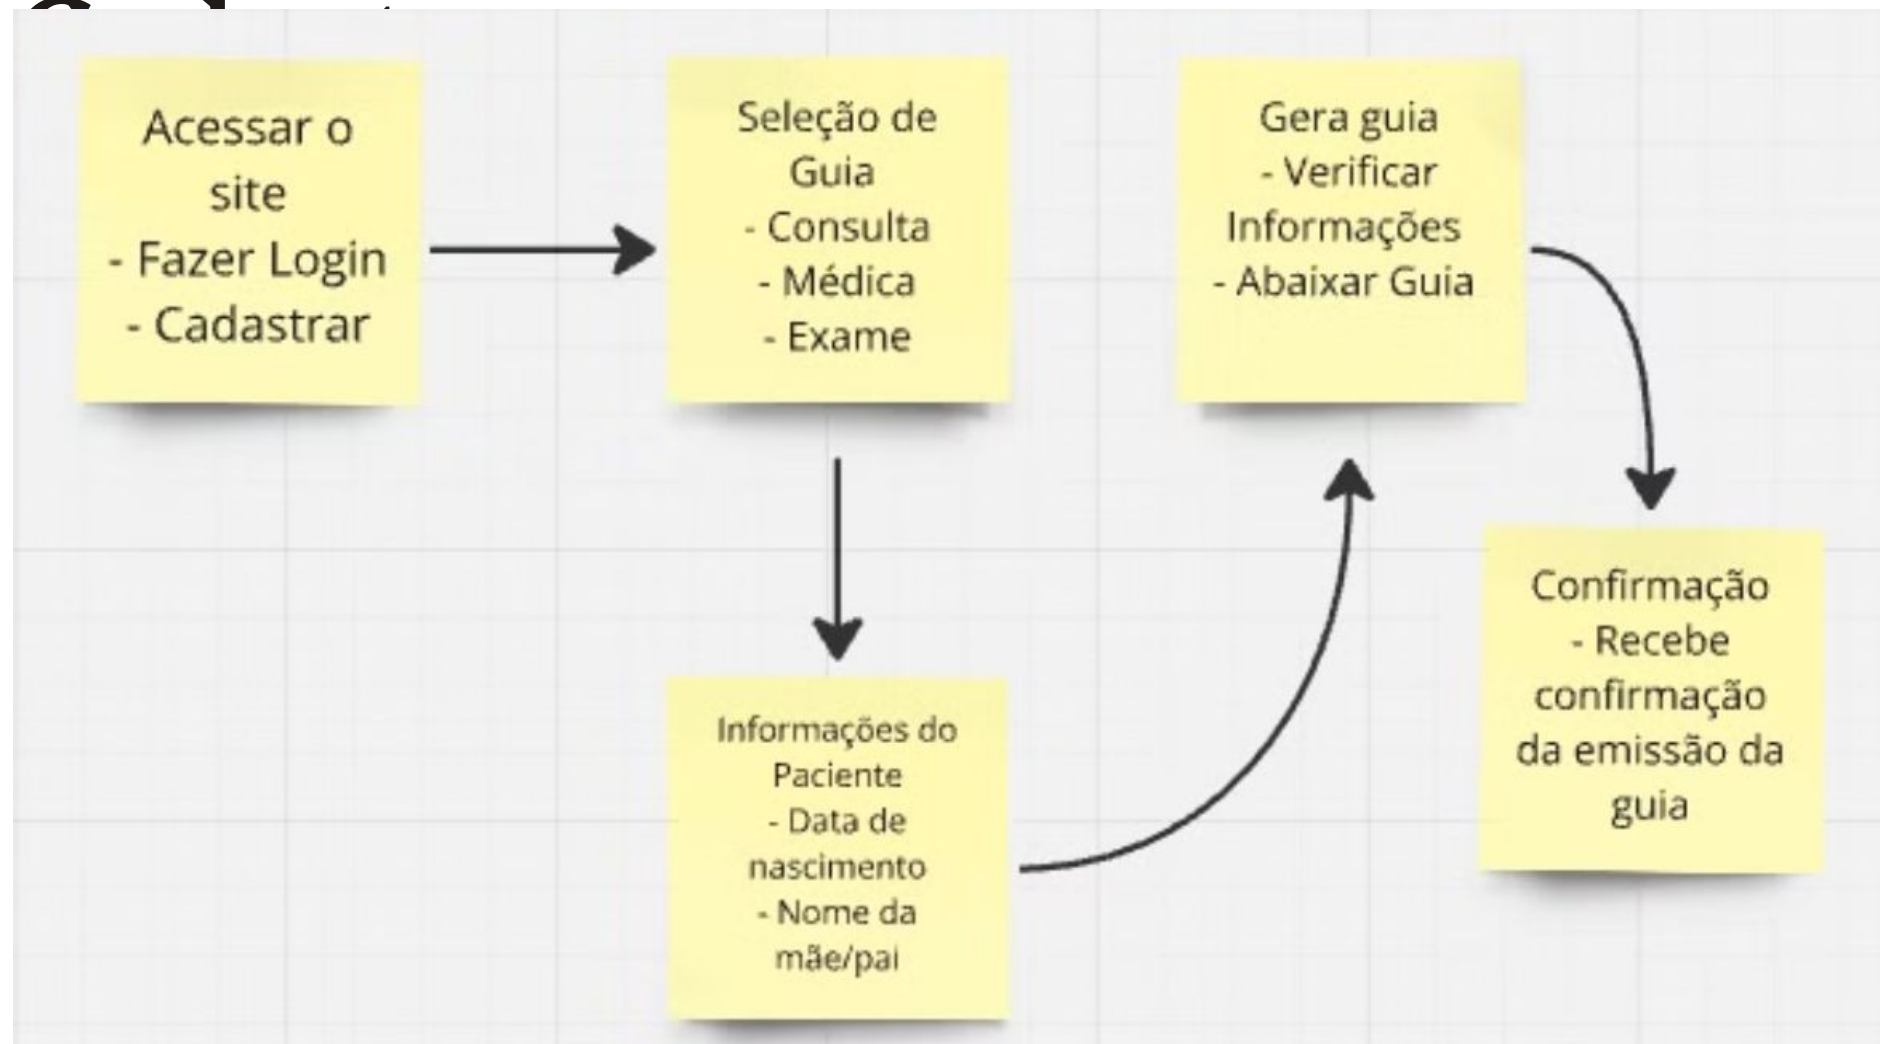 Acessar o
site
- Fazer Login
- Cadastrar
Seleção de
Guia
- Consulta
- Médica
- Exame
Informações do
Paciente
- Data de
nascimento
- Nome da
mãe/pai
Gera guia
- Verificar
Informações
- Abaixar Guia
Confirmação
- Recebe
confirmação
da emissão da
guia